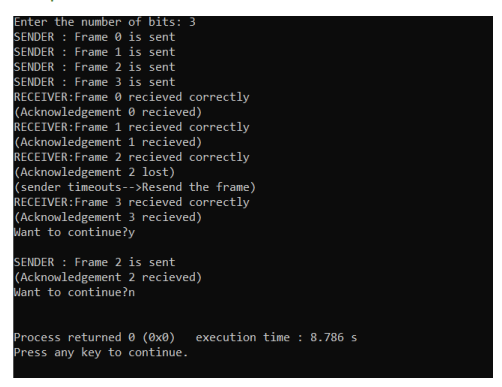 Enter the number of bits: 3
SENDER : Frame 0 is sent
SENDER : Frame 1 is sent
SENDER : Frame 2 is sent
SENDER : Frame 3 is sent
RECEIVER:Frame 0 recieved correctly
(Acknowledgement 0 recieved)
RECEIVER:Frame 1 recieved correctly
(Acknowledgement 1 recieved)
RECEIVER:Frame 2 recieved correctly
(Acknowledgement 2 lost)
(sender timeouts-->Resend the frame)
RECEIVER:Frame 3 recieved correctly
(Acknowledgement 3 recieved)
Want to continue?y
SENDER : Frame 2 is sent
(Acknowledgement 2 recieved)
Want to continue?n
Process returned 0 (0x0)   execution time : 8.786 s
Press any key to continue.